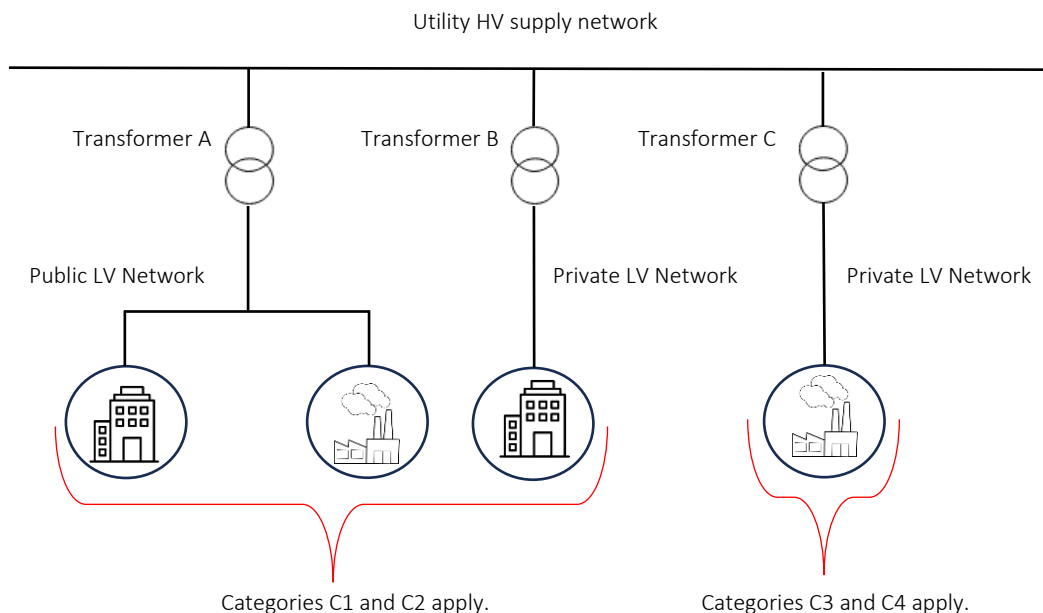 Utility HV supply network
Transformer A
Transformer B
Transformer C
Public LV Network
Private LV Network
Private LV Network
Categories C1 and C2 apply.
Categories C3 and C4 apply.